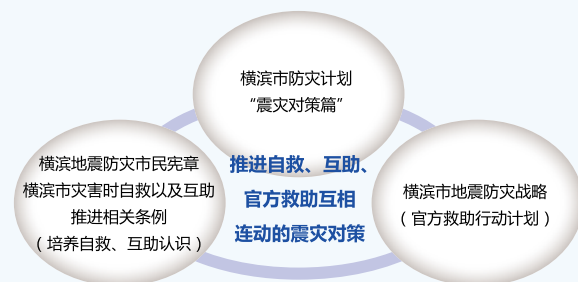 横滨市防灾计划
“震灾对策篇”
横滨地震防灾市民宪章
横滨市灾害时自救以及互助
推进相关条例
（培养自救、互助认识）
推进自救、互助、
官方救助互相
连动的震灾对策
横滨市地震防灾战略
（官方救助行动计划）